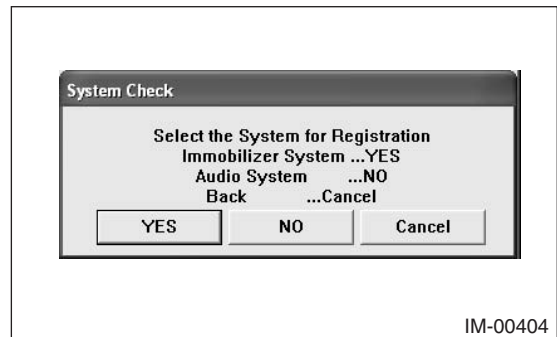 System Check
Select the System for Registration
Immobilizer System ...YES
Audio System ...NO
Back ...Cancel
YES NO Cancel
IM-00404